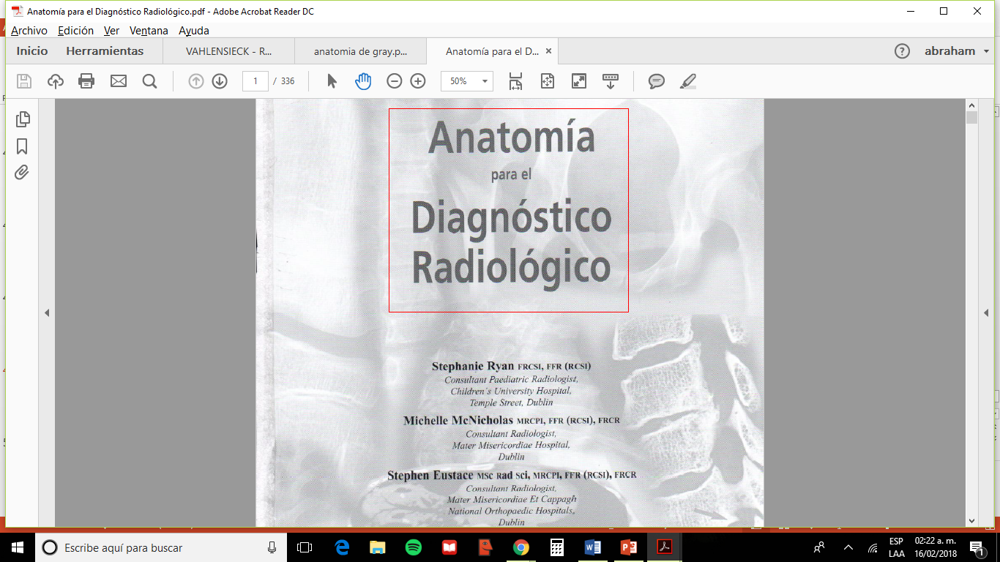 Anatomía para el Diagnóstico Radiológico.pdf - Adobe Acrobat Reader DC
Archivo Edición Ver Ventana Ayuda
Inicio Herramientas VAHLENSIECK - R... anatomia de gray.p... Anatomía para el D... ×
abraham
1 / 336 50%
Anatomía
para el
Diagnóstico
Radiológico
Stephanie Ryan FRCSI, FFR (RCSI)
Consultant Paediatric Radiologist,
Children´s University Hospital,
Temple Street, Dublin
Michelle McNicholas MRCPI, FFR (RCSI), FRCR
Consultant Radiologist,
Mater Misericordiae Hospital,
Dublin
Stephen Eustace MSc Rad Sci, MRCPI, FFR (RCSI), FRCR
Consultant Radiologist,
Mater Misericordiae Et Cappagh
National Orthopaedic Hospitals,
Dublin
Escribe aquí para buscar
ESP 02:22 a. m.
LAA 16/02/2018 1